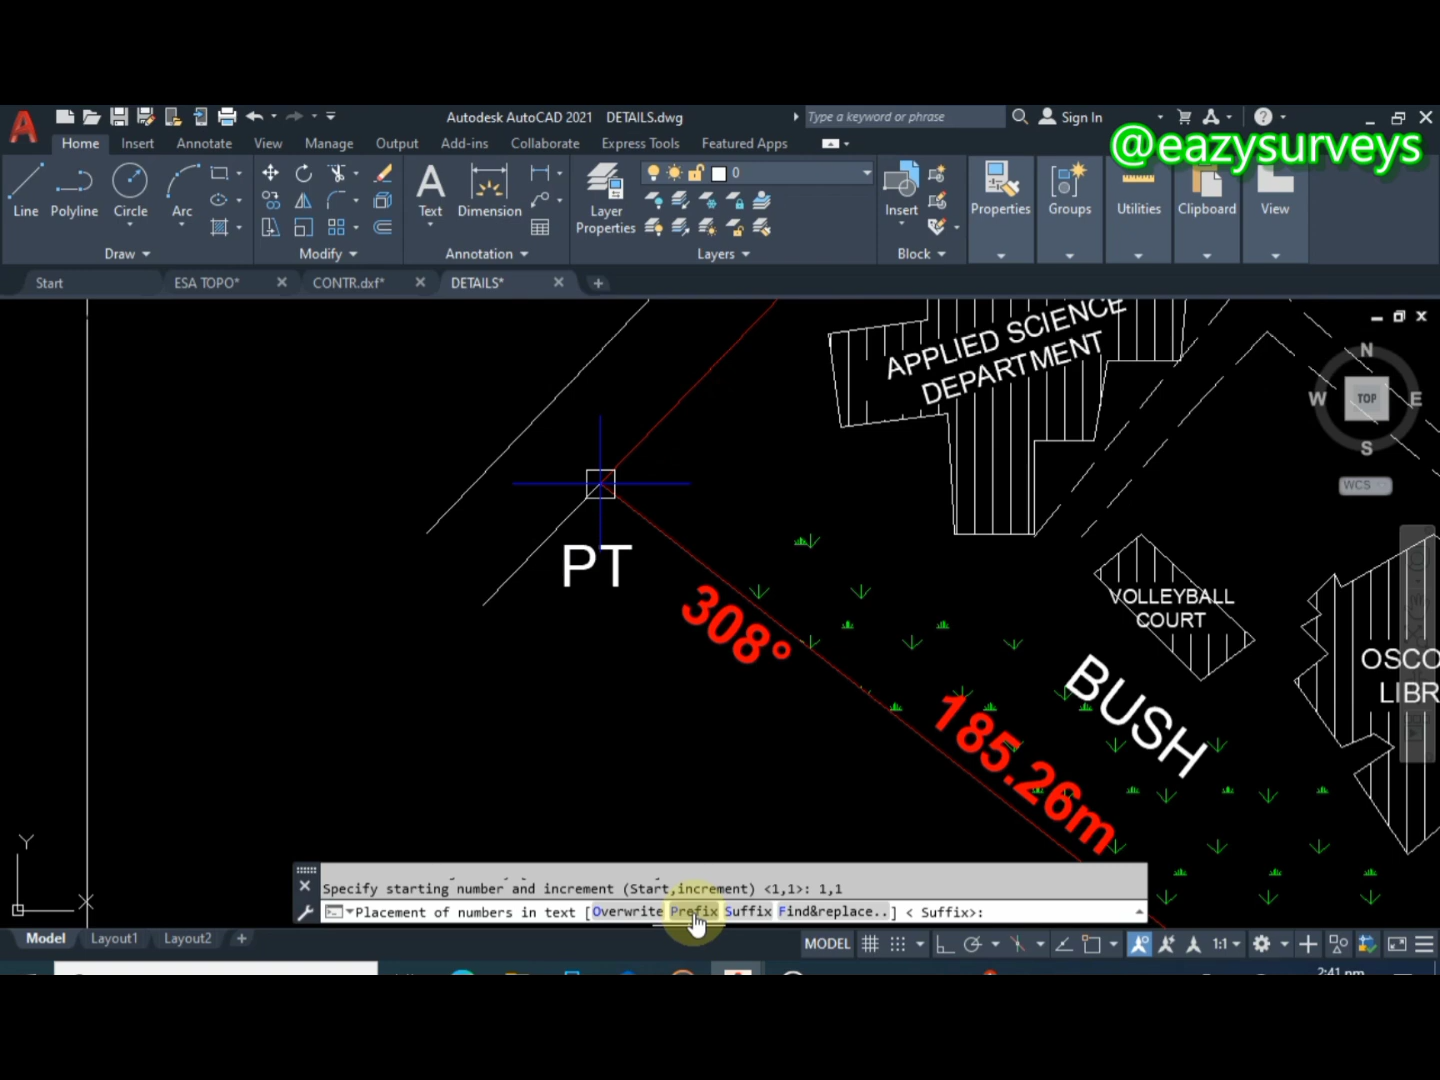 Autodesk AutoCAD 2021 DETAILS.dwg
Type a keyword or phrase
Sign In
@eazysurveys
Home Insert Annotate View Manage Output Add-ins Collaborate Express Tools Featured Apps
0
Line Polyline Circle Arc
Text Dimension
Layer Properties
Insert
Properties Groups Utilities Clipboard View
Draw Modify Annotation Layers Block
Start ESA TOPO* CONTR.dxf* DETAILS*
APPLIED SCIENCE
DEPARTMENT
N
W TOP E
S
WCS
PT
308°
VOLLEYBALL
COURT
BUSH
185.26m
OSCO
LIBR
Y
X
Specify starting number and increment (Start,increment) <1,1>: 1,1
Placement of numbers in text [Overwrite Prefix Suffix Find&replace..] < Suffix>:
Model Layout1 Layout2
MODEL 1:1
2:41 pm